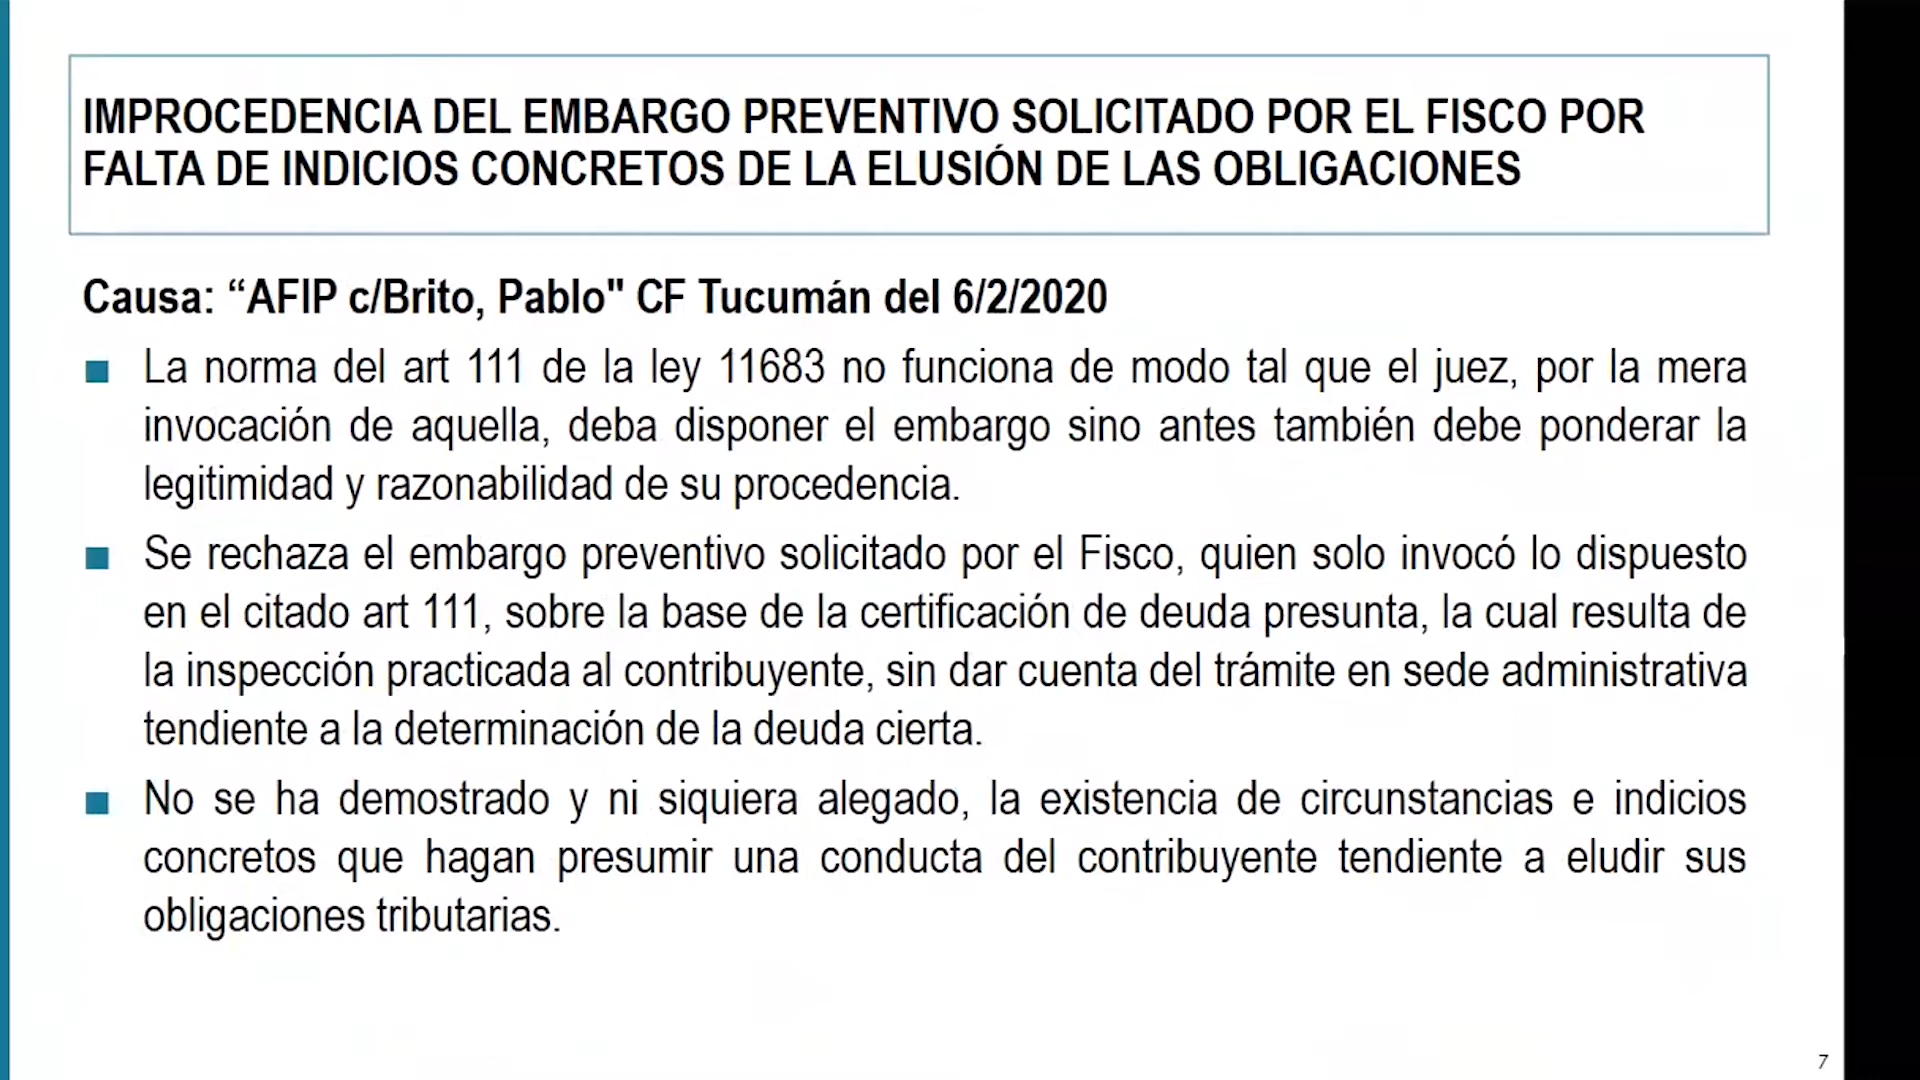 IMPROCEDENCIA DEL EMBARGO PREVENTIVO SOLICITADO POR EL FISCO POR
FALTA DE INDICIOS CONCRETOS DE LA ELUSIÓN DE LAS OBLIGACIONES
Causa: “AFIP c/Brito, Pablo" CF Tucumán del 6/2/2020
■ La norma del art 111 de la ley 11683 no funciona de modo tal que el juez, por la mera
invocación de aquella, deba disponer el embargo sino antes también debe ponderar la
legitimidad y razonabilidad de su procedencia.
■ Se rechaza el embargo preventivo solicitado por el Fisco, quien solo invocó lo dispuesto
en el citado art 111, sobre la base de la certificación de deuda presunta, la cual resulta de
la inspección practicada al contribuyente, sin dar cuenta del trámite en sede administrativa
tendiente a la determinación de la deuda cierta.
■ No se ha demostrado y ni siquiera alegado, la existencia de circunstancias e indicios
concretos que hagan presumir una conducta del contribuyente tendiente a eludir sus
obligaciones tributarias.
7